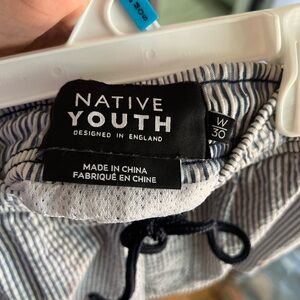 NATIVE
YOUTH
DESIGNED IN ENGLAND
W
30
MADE IN CHINA
FABRIQUÉ EN CHINE